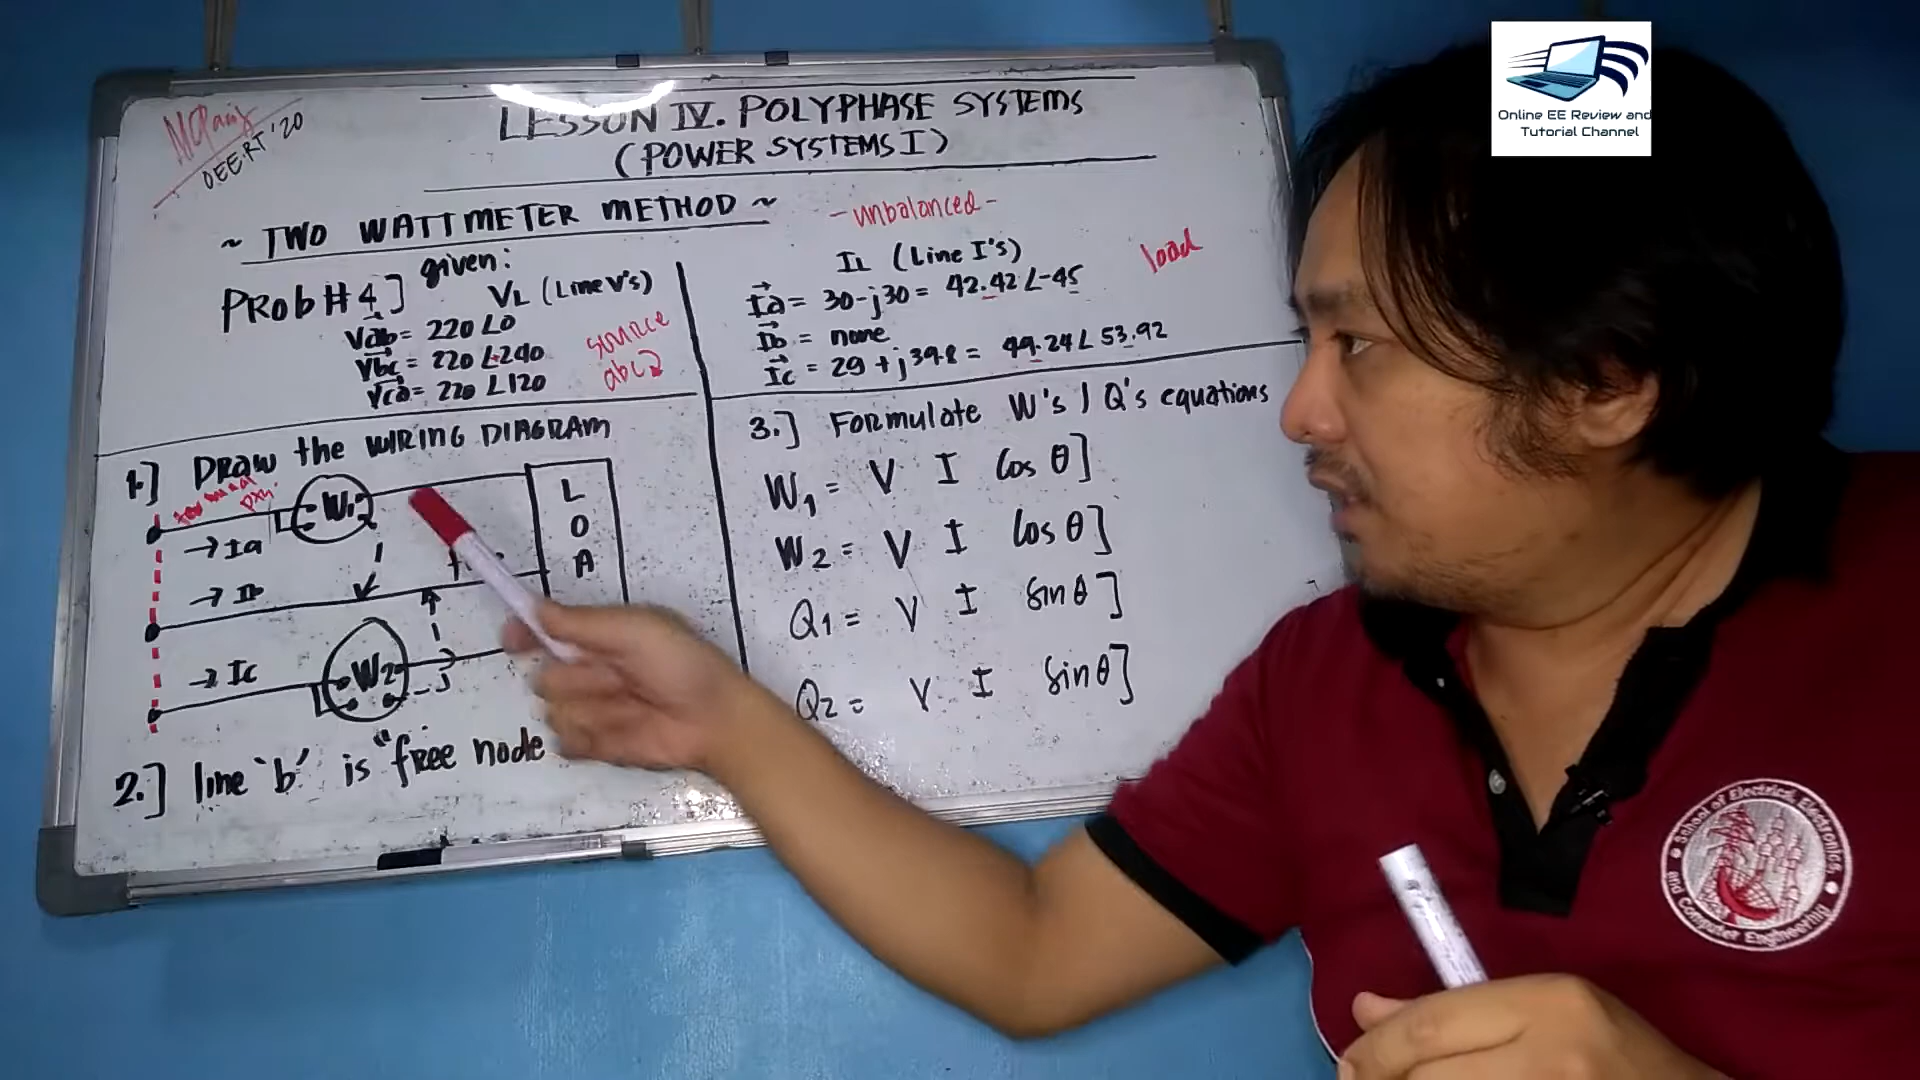 OEERT '20
LESSON IV. POLYPHASE SYSTEMS
(POWER SYSTEMS I)
~ TWO WATTMETER METHOD ~
- unbalanced -
PROB # 4.] given:
VL (Line V's)
Vab = 220 ∠0
Vbc = 220 ∠-240
Vca = 220 ∠120
source
abc
IL (Line I's)
load
Ia = 30 - j30 = 42.42 ∠-45
Ib = none
Ic = 29 + j39.8 = 49.24 ∠ 53.92
1.] DRaw the WIRING DIAGRAM
W1
LOA
→ Ia
→ Ib
→ Ic
W2
2.] line 'b' is "free node
3.] Formulate W's / Q's equations
W1 = V I Cos θ]
W2 = V I Cos θ]
Q1 = V I Sin θ]
Q2 = V I Sin θ]
Online EE Review and
Tutorial Channel
School of Electrical, Electronics,
and Computer Engineering